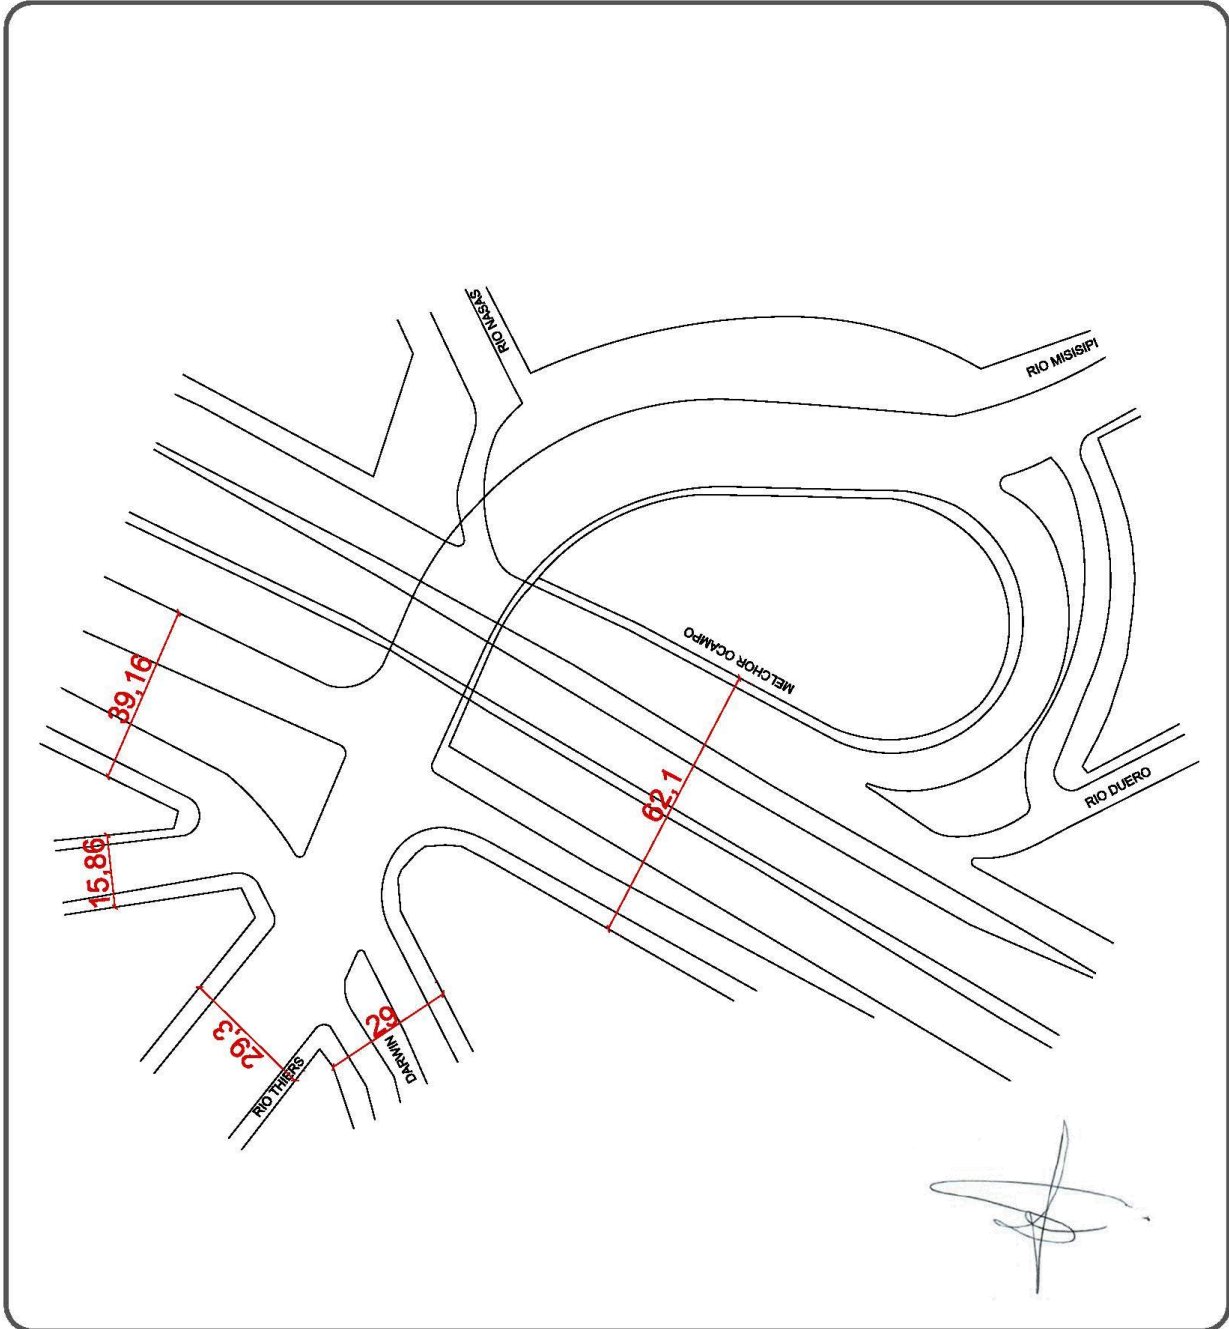 RIO NASAS
RIO MISISIPI
MELCHOR OCAMPO
39,16
62,1
RIO DUERO
15,86
29,3
29
DARWIN
RIO THIERS